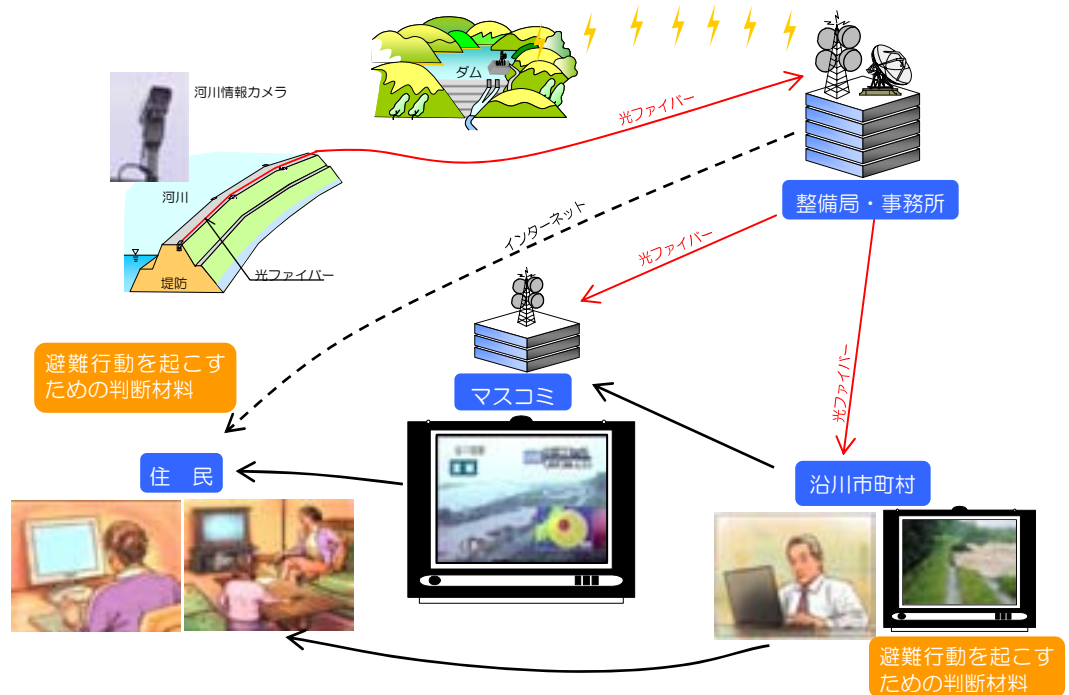 ダム
河川情報カメラ
光ファイバー
河川
整備局・事務所
インターネット
光ファイバー
光ファイバー
堤防
避難行動を起こす
ための判断材料
マスコミ
光ファイバー
住　民
沿川市町村
避難行動を起こす
ための判断材料